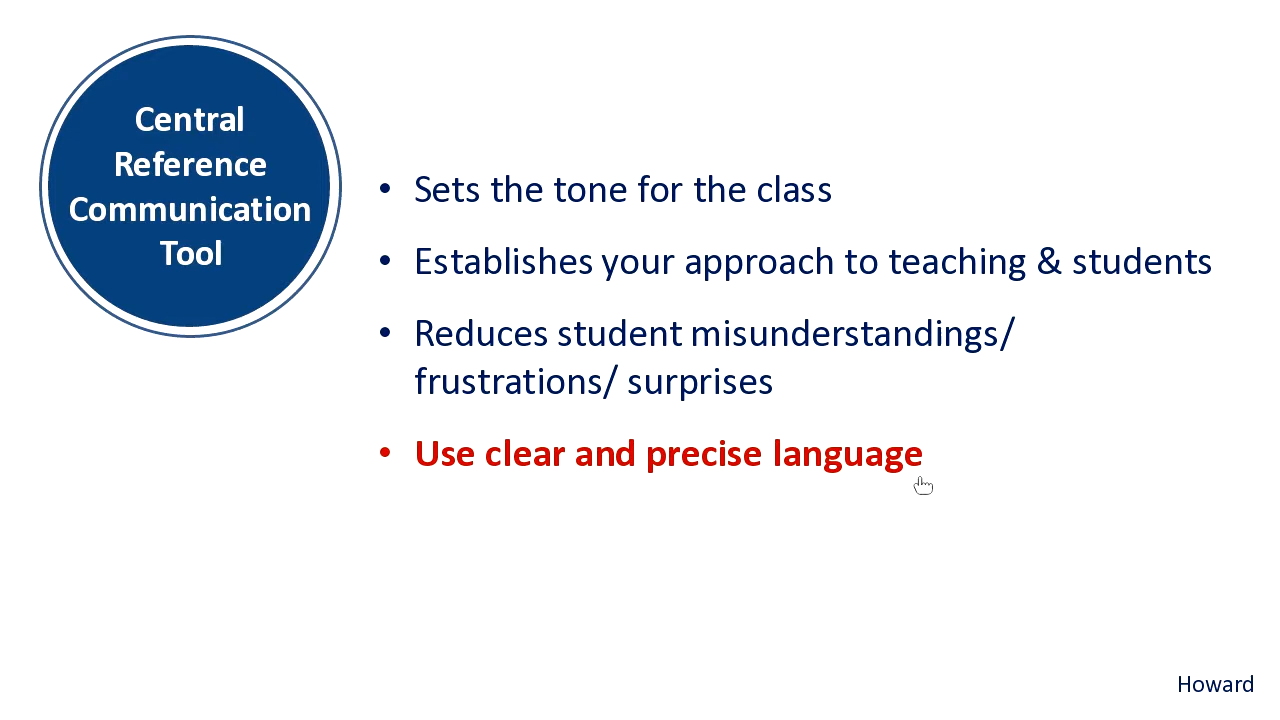 Central
Reference
Communication
Tool
• Sets the tone for the class
• Establishes your approach to teaching & students
• Reduces student misunderstandings/
frustrations/ surprises
• Use clear and precise language
Howard